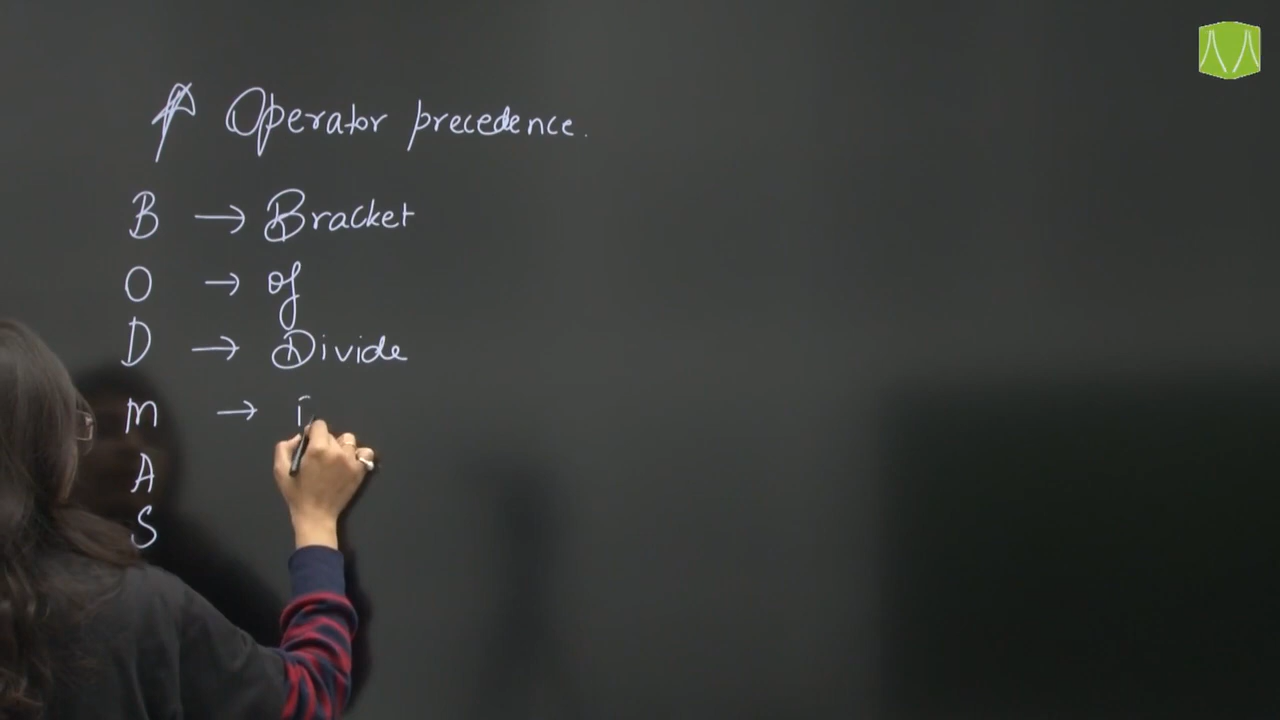 Operator precedence.
B → Bracket
O → of
D → Divide
M →
A
S